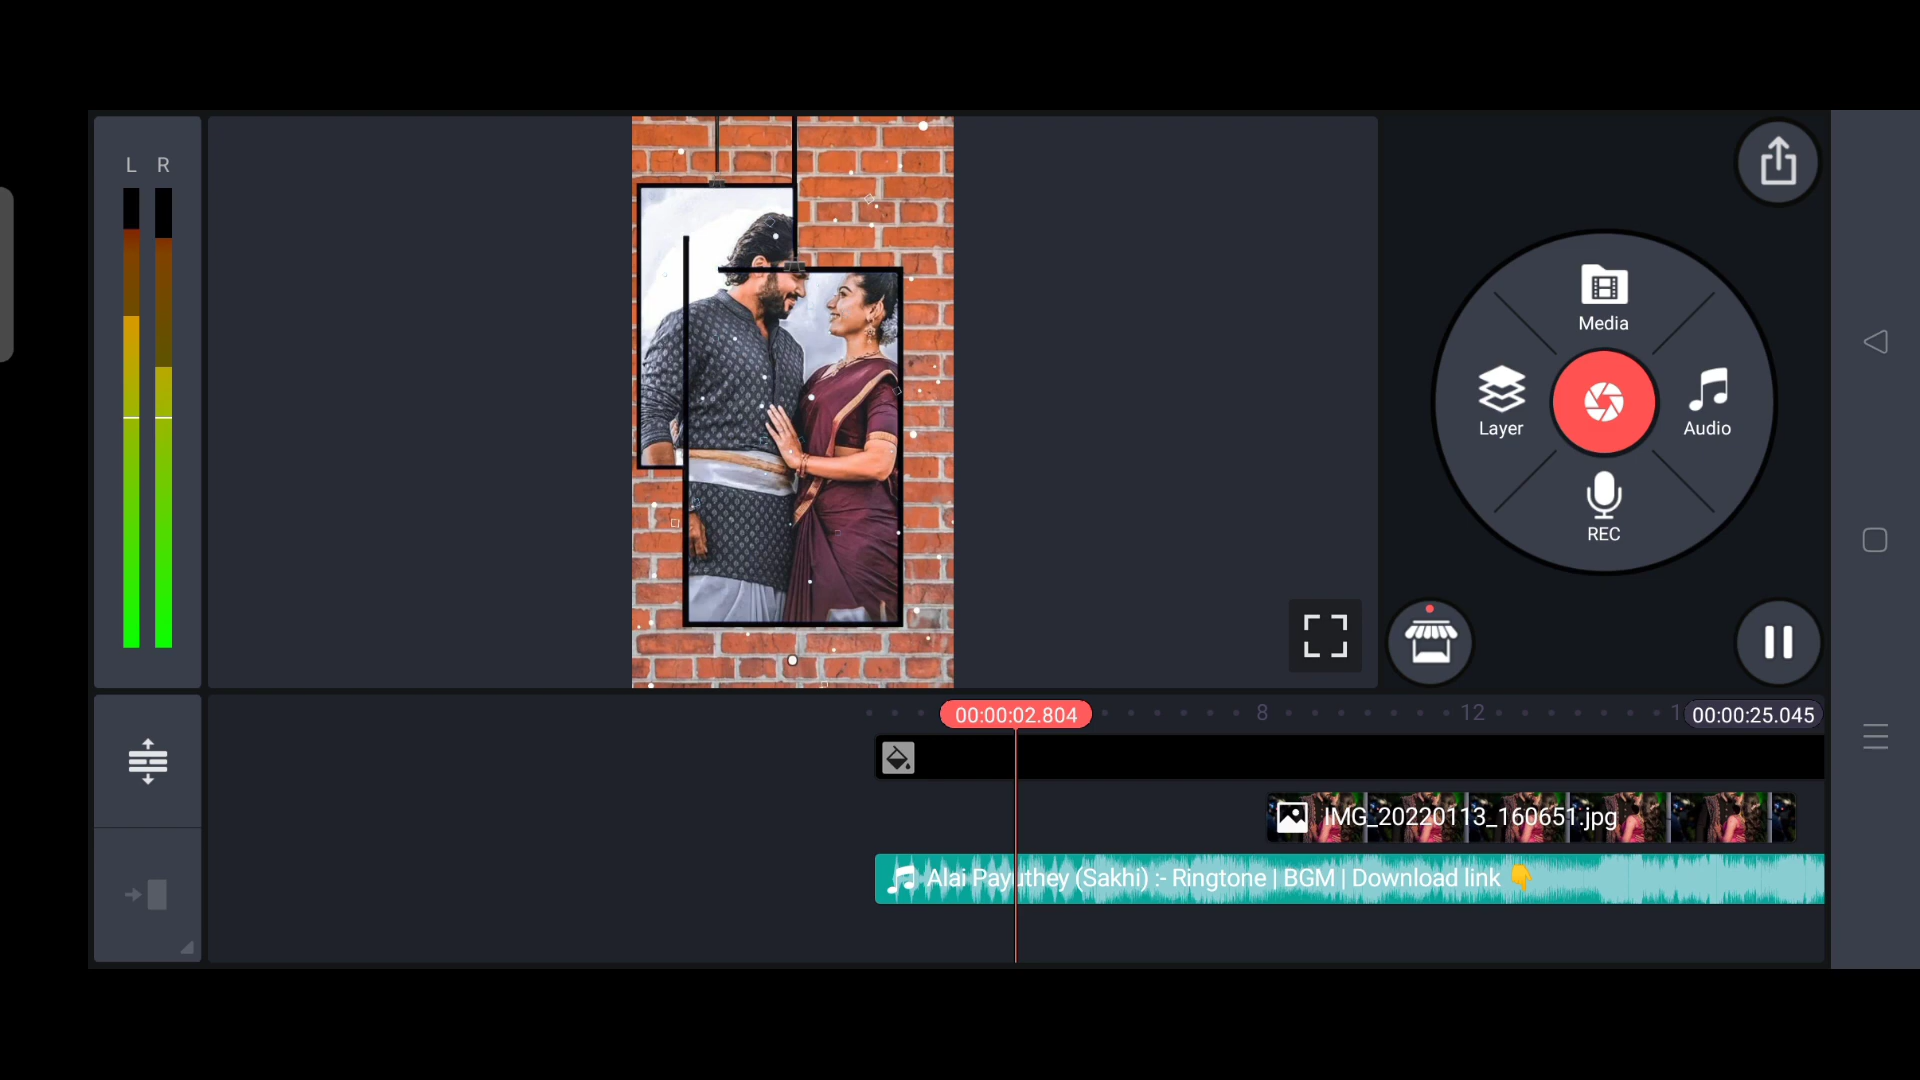 L R
Media
Layer
Audio
REC
00:00:02.804
8
12
1
00:00:25.045
IMG_20220113_160651.jpg
Alai Payuthey (Sakhi) :- Ringtone | BGM | Download link 👇